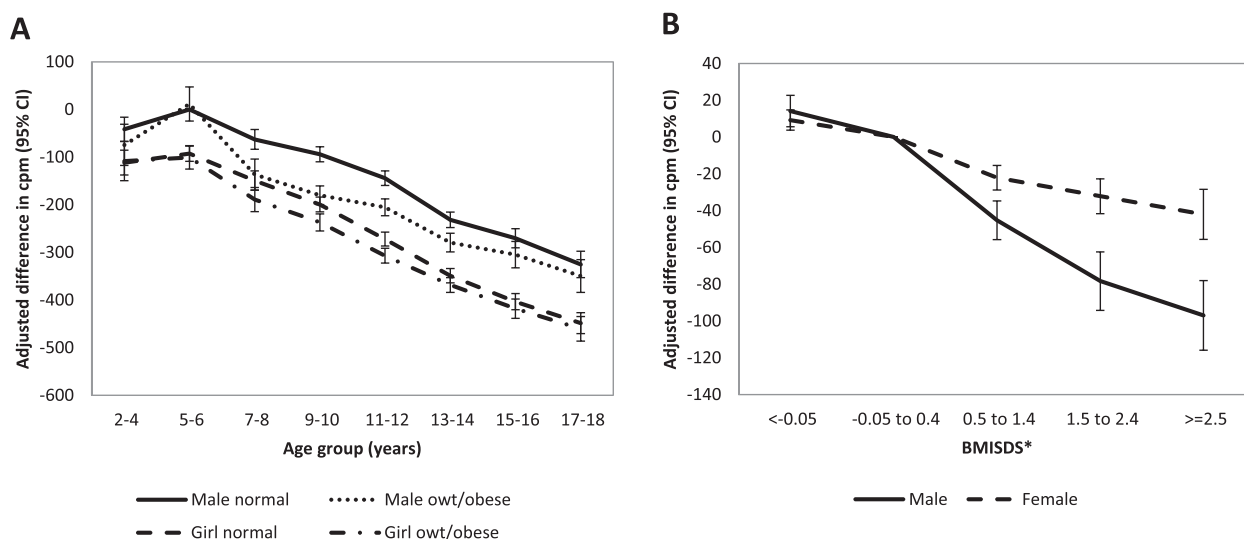 A
Adjusted difference in cpm (95% CI)
100
0
-100
-200
-300
-400
-500
-600
2-4 5-6 7-8 9-10 11-12 13-14 15-16 17-18
Age group (years)
Male normal Male owt/obese
Girl normal Girl owt/obese
B
Adjusted difference in cpm (95% CI)
40
20
0
-20
-40
-60
-80
-100
-120
-140
<-0.05 -0.05 to 0.4 0.5 to 1.4 1.5 to 2.4 >=2.5
BMISDS*
Male Female